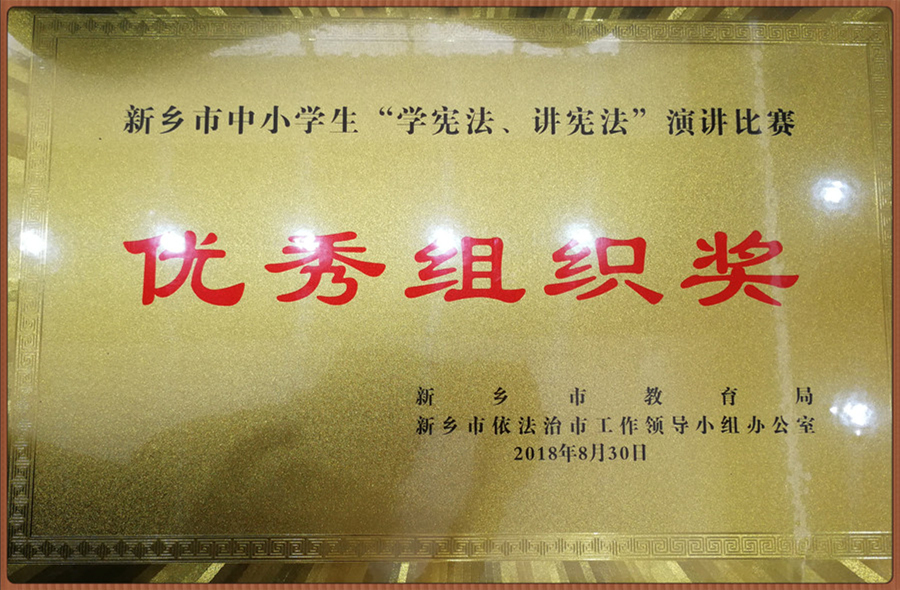 新乡市中小学生“学宪法、讲宪法”演讲比赛
优秀组织奖
新乡市教育局
新乡市依法治市工作领导小组办公室
2018年8月30日